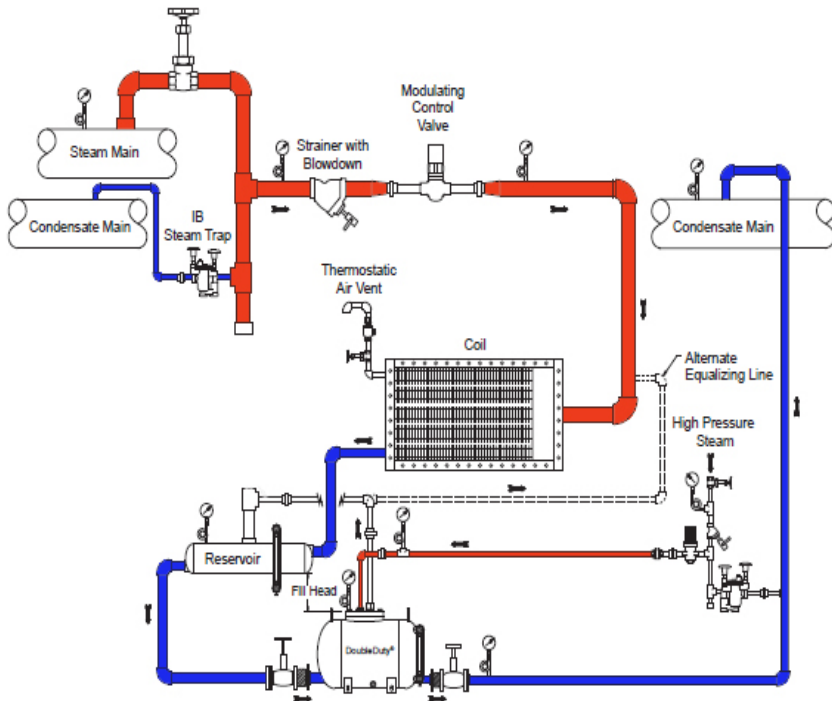 Modulating
Control
Valve
Strainer with
Blowdown
Steam Main
Condensate Main
IB
Steam Trap
Condensate Main
Thermostatic
Air Vent
Coil
Alternate
Equalizing Line
High Pressure
Steam
Reservoir
Fill Head
DoubleDuty®